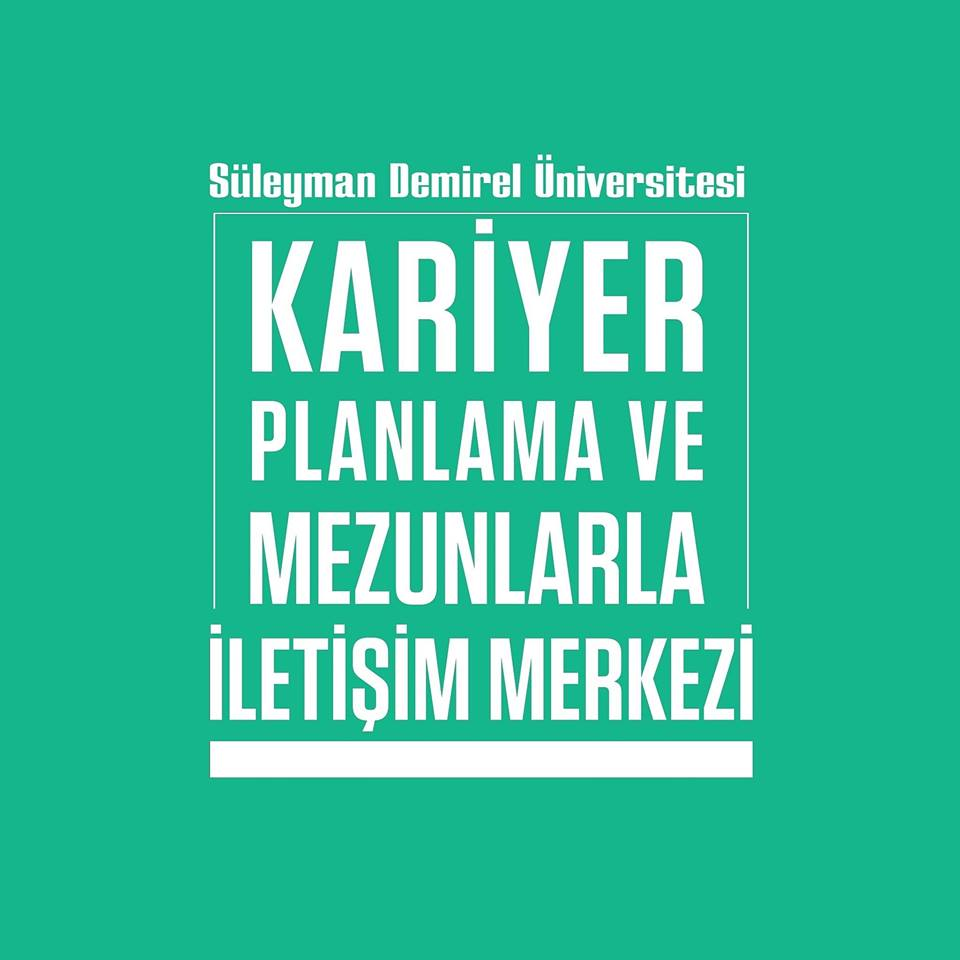 Süleyman Demirel Üniversitesi
KARİYER
PLANLAMA VE
MEZUNLARLA
İLETİŞİM MERKEZİ